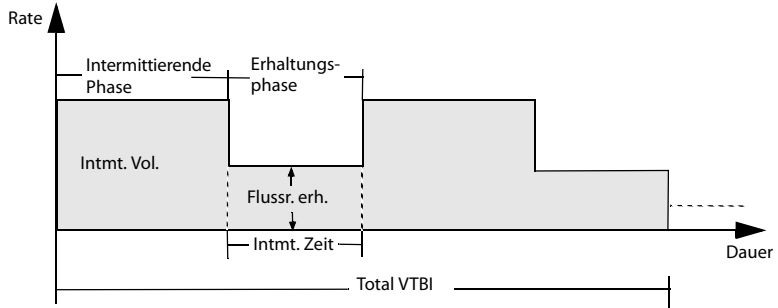 Rate
Intermittierende
Phase
Erhaltungs-
phase
Intmt. Vol.
Flussr. erh.
Intmt. Zeit
Dauer
Total VTBI